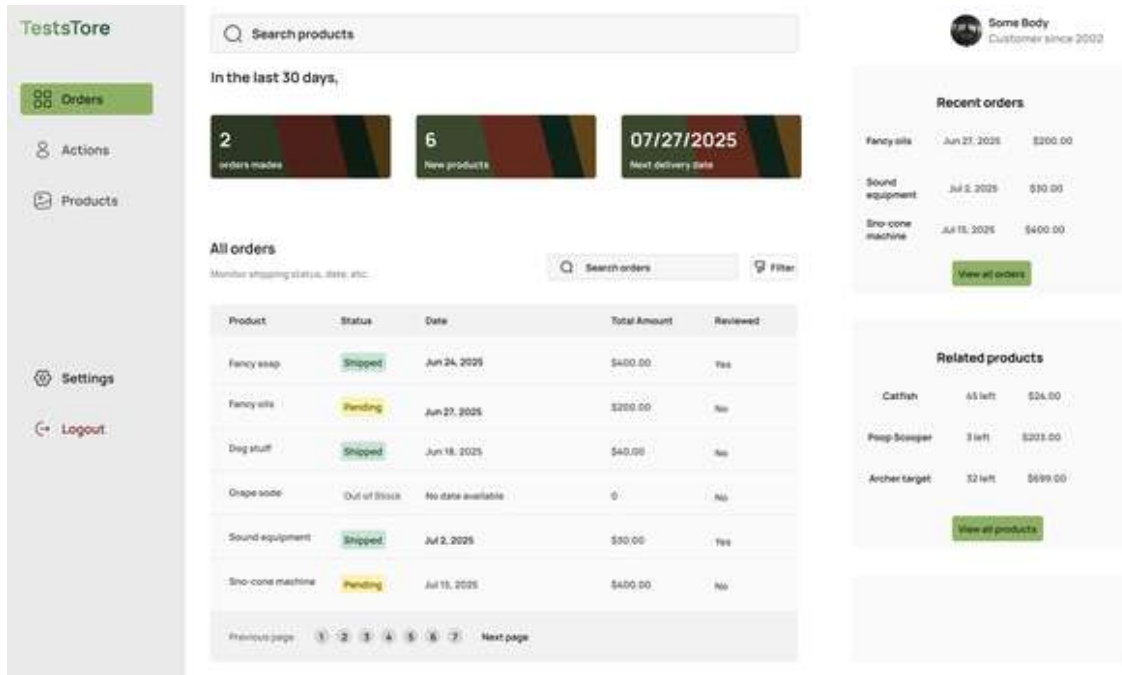 TestsTore
Orders
Actions
Products
Settings
Logout
Search products
In the last 30 days,
2
orders madea
6
New products
07/27/2025
Next delivery date
All orders
Monitor shipping status, date, etc.
Search orders
Filter
Product Status Date Total Amount Reviewed
Fancy soap Shipped Jun 24, 2025 $400.00 Yes
Fancy oils Pending Jun 27, 2025 $200.00 No
Dog stuff Shipped Jun 18, 2025 $40.00 No
Grape soda Out of Stock No date available 0 No
Sound equipment Shipped Jul 2, 2025 $30.00 Yes
Sno-cone machine Pending Jul 15, 2025 $400.00 No
Previous page 1 2 3 4 5 6 7 Next page
Some Body
Customer since 2002
Recent orders
Fancy oils Jun 27, 2025 $200.00
Sound
equipment Jul 2, 2025 $30.00
Sno-cone
machine Jul 15, 2025 $400.00
View all orders
Related products
Catfish 65 left $24.00
Poop Scooper 3 left $203.00
Archer target 32 left $699.00
View all products